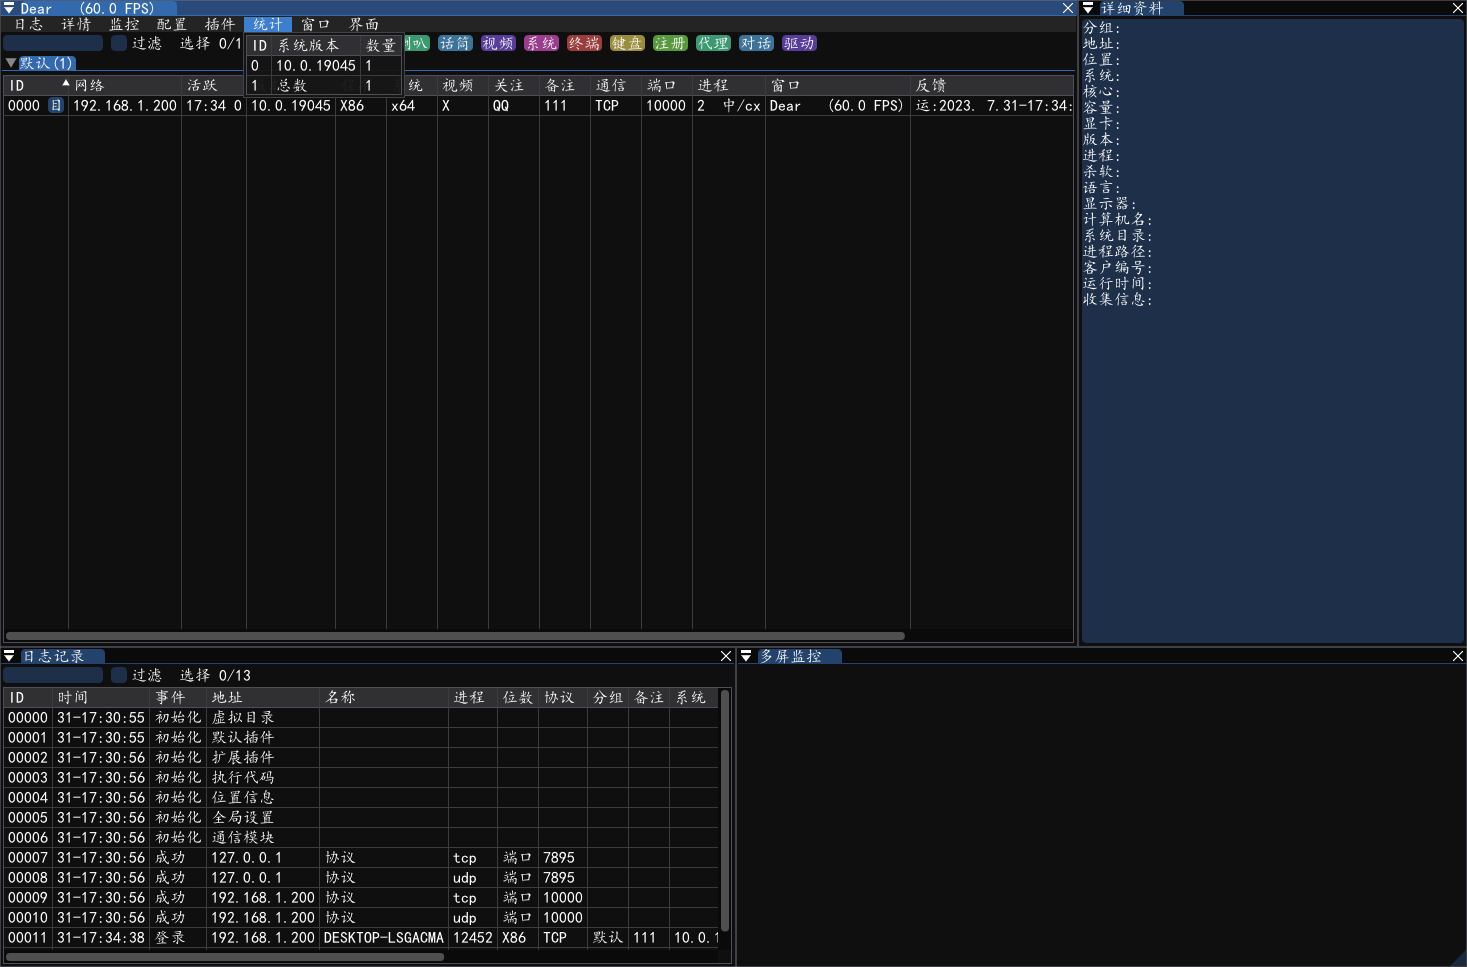 Dear (60.0 FPS)
日志 详情 监控 配置 插件 统计 窗口 界面
过滤 选择 0/1
叭 话筒 视频 系统 终端 键盘 注册 代理 对话 驱动
ID 系统版本 数量
0 10.0.19045 1
1 总数 1
默认(1)
ID 网络 活跃 统 视频 关注 备注 通信 端口 进程 窗口 反馈
0000 目 192.168.1.200 17:34 0 10.0.19045 X86 x64 X QQ 111 TCP 10000 2 中/cx Dear (60.0 FPS) 运:2023. 7.31-17:34:
详细资料
分组:
地址:
位置:
系统:
核心:
容量:
显卡:
版本:
进程:
杀软:
语言:
显示器:
计算机名:
系统目录:
进程路径:
客户编号:
运行时间:
收集信息:
日志记录
过滤 选择 0/13
ID 时间 事件 地址 名称 进程 位数 协议 分组 备注 系统
00000 31-17:30:55 初始化 虚拟目录
00001 31-17:30:55 初始化 默认插件
00002 31-17:30:56 初始化 扩展插件
00003 31-17:30:56 初始化 执行代码
00004 31-17:30:56 初始化 位置信息
00005 31-17:30:56 初始化 全局设置
00006 31-17:30:56 初始化 通信模块
00007 31-17:30:56 成功 127.0.0.1 协议 tcp 端口 7895
00008 31-17:30:56 成功 127.0.0.1 协议 udp 端口 7895
00009 31-17:30:56 成功 192.168.1.200 协议 tcp 端口 10000
00010 31-17:30:56 成功 192.168.1.200 协议 udp 端口 10000
00011 31-17:34:38 登录 192.168.1.200 DESKTOP-LSGACMA 12452 X86 TCP 默认 111 10.0.1
多屏监控